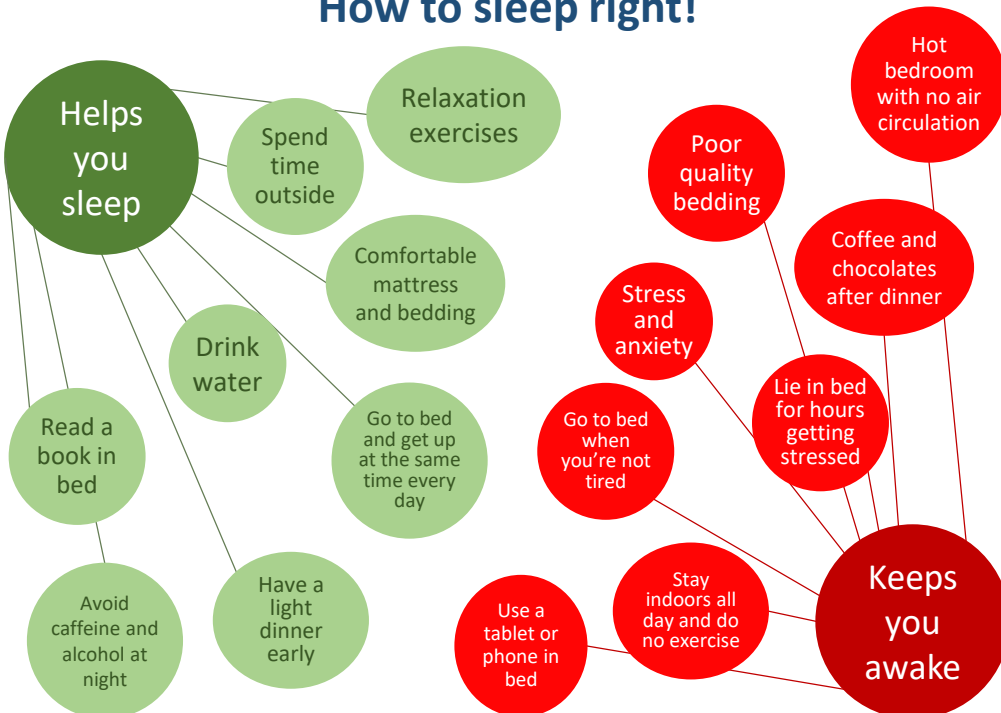 How to sleep right!
Helps
you
sleep
Relaxation
exercises
Spend
time
outside
Comfortable
mattress
and bedding
Drink
water
Go to bed
and get up
at the same
time every
day
Read a
book in
bed
Avoid
caffeine and
alcohol at
night
Have a
light
dinner
early
Hot
bedroom
with no air
circulation
Poor
quality
bedding
Coffee and
chocolates
after dinner
Stress
and
anxiety
Lie in bed
for hours
getting
stressed
Go to bed
when
you're not
tired
Stay
indoors all
day and do
no exercise
Use a
tablet or
phone in
bed
Keeps
you
awake